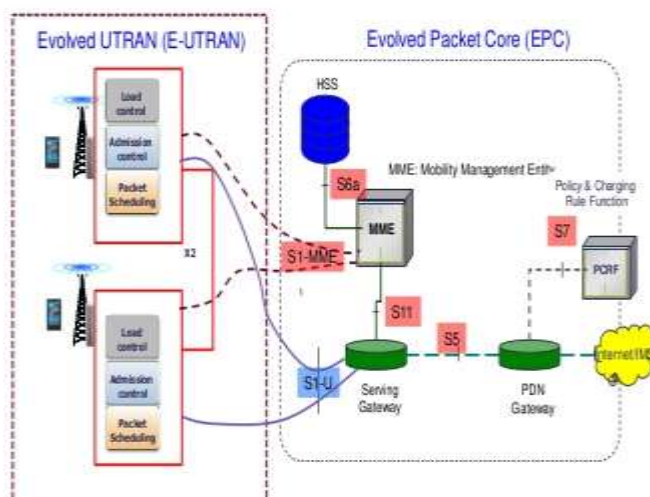 Evolved UTRAN (E-UTRAN)
Evolved Packet Core (EPC)
Load
control
Admission
control
Packet
Scheduling
HSS
S6a
MME: Mobility Management Entity
MME
Policy & Charging
Rule Function
S7
PCRF
X2
S1-MME
S11
Load
control
Admission
control
Packet
Scheduling
S1-U
Serving
Gateway
S5
PDN
Gateway
Internet/IM